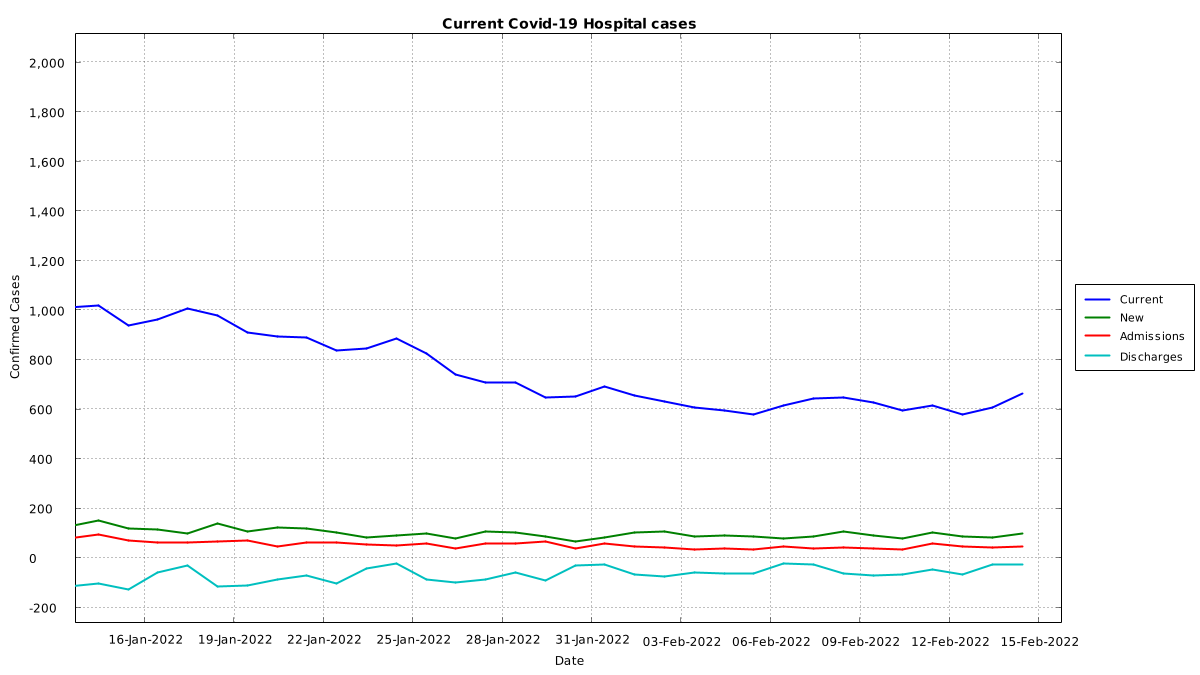 Current Covid-19 Hospital cases
2,000
1,800
1,600
1,400
1,200
1,000
800
600
400
200
0
-200
Confirmed Cases
16-Jan-2022 19-Jan-2022 22-Jan-2022 25-Jan-2022 28-Jan-2022 31-Jan-2022 03-Feb-2022 06-Feb-2022 09-Feb-2022 12-Feb-2022 15-Feb-2022
Date
Current
New
Admissions
Discharges